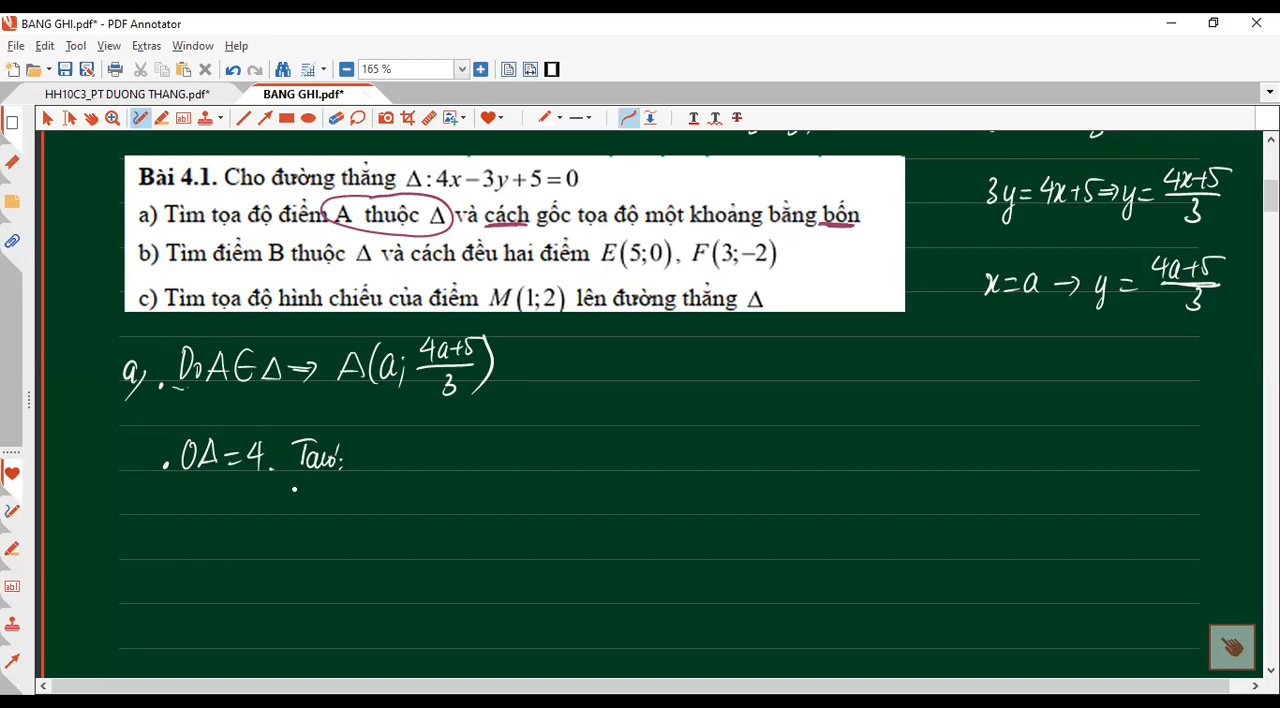 BANG GHI.pdf* - PDF Annotator
File Edit Tool View Extras Window Help
165 %
HH10C3_PT DUONG THANG.pdf* BANG GHI.pdf*
Bài 4.1. Cho đường thẳng Δ : 4x − 3y + 5 = 0
a) Tìm tọa độ điểm A thuộc Δ và cách gốc tọa độ một khoảng bằng bốn
b) Tìm điểm B thuộc Δ và cách đều hai điểm E(5;0), F(3;−2)
c) Tìm tọa độ hình chiếu của điểm M(1;2) lên đường thẳng Δ
3y = 4x+5 ⇒ y = (4x+5)/3
x = a → y = (4a+5)/3
a, . Do A ∈ Δ ⇒ A(a; (4a+5)/3)
. OA = 4. Ta có: